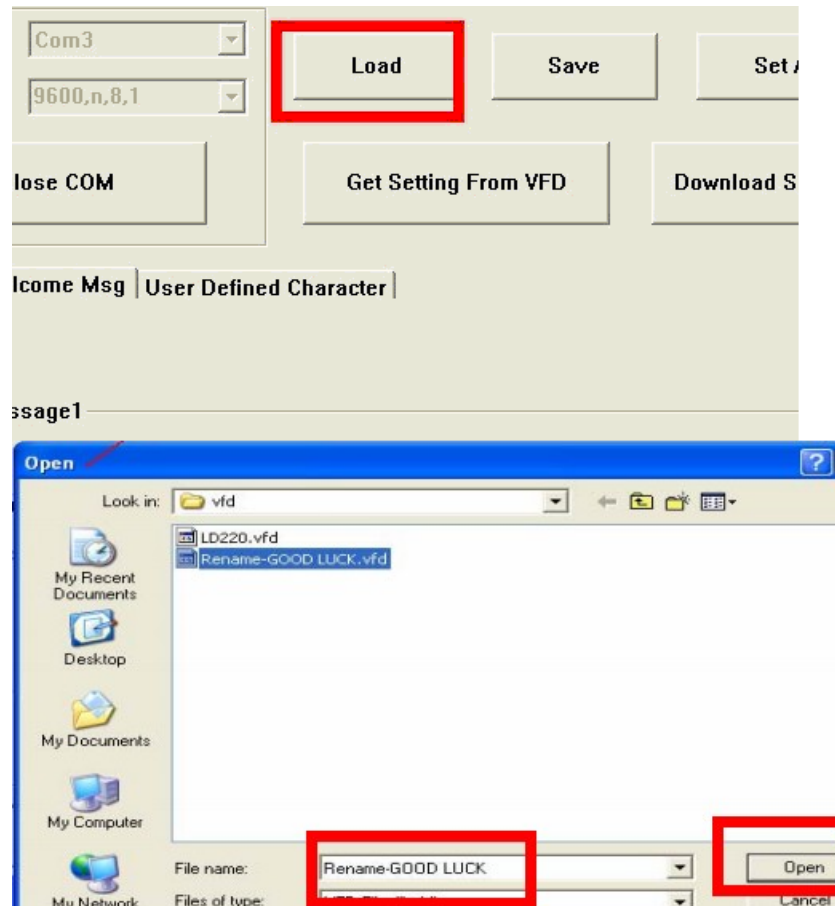 Com3
Load
Save
Set
9600,n,8,1
lose COM
Get Setting From VFD
Download S
lcome Msg
User Defined Character
ssage1
Open
?
Look in:
vfd
LD220.vfd
Rename-GOOD LUCK.vfd
My Recent
Documents
Desktop
My Documents
My Computer
My Network
File name:
Rename-GOOD LUCK
Open
Files of type:
Cancel